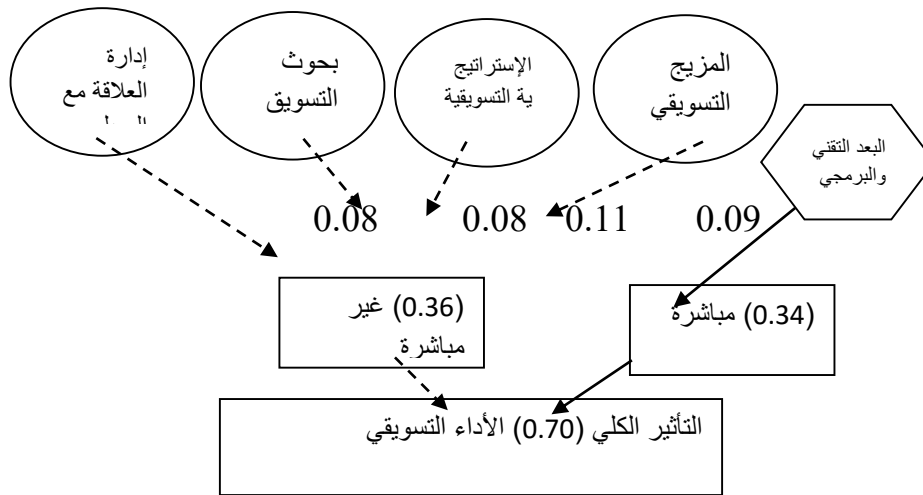 المزيج
التسويقي
الإستراتيج
ية التسويقية
بحوث
التسويق
إدارة
العلاقة مع
البعد التقني
والبرمجي
0.08 0.08 0.11 0.09
(0.34) مباشرة
(0.36) غير
مباشرة
التأثير الكلي (0.70) الأداء التسويقي